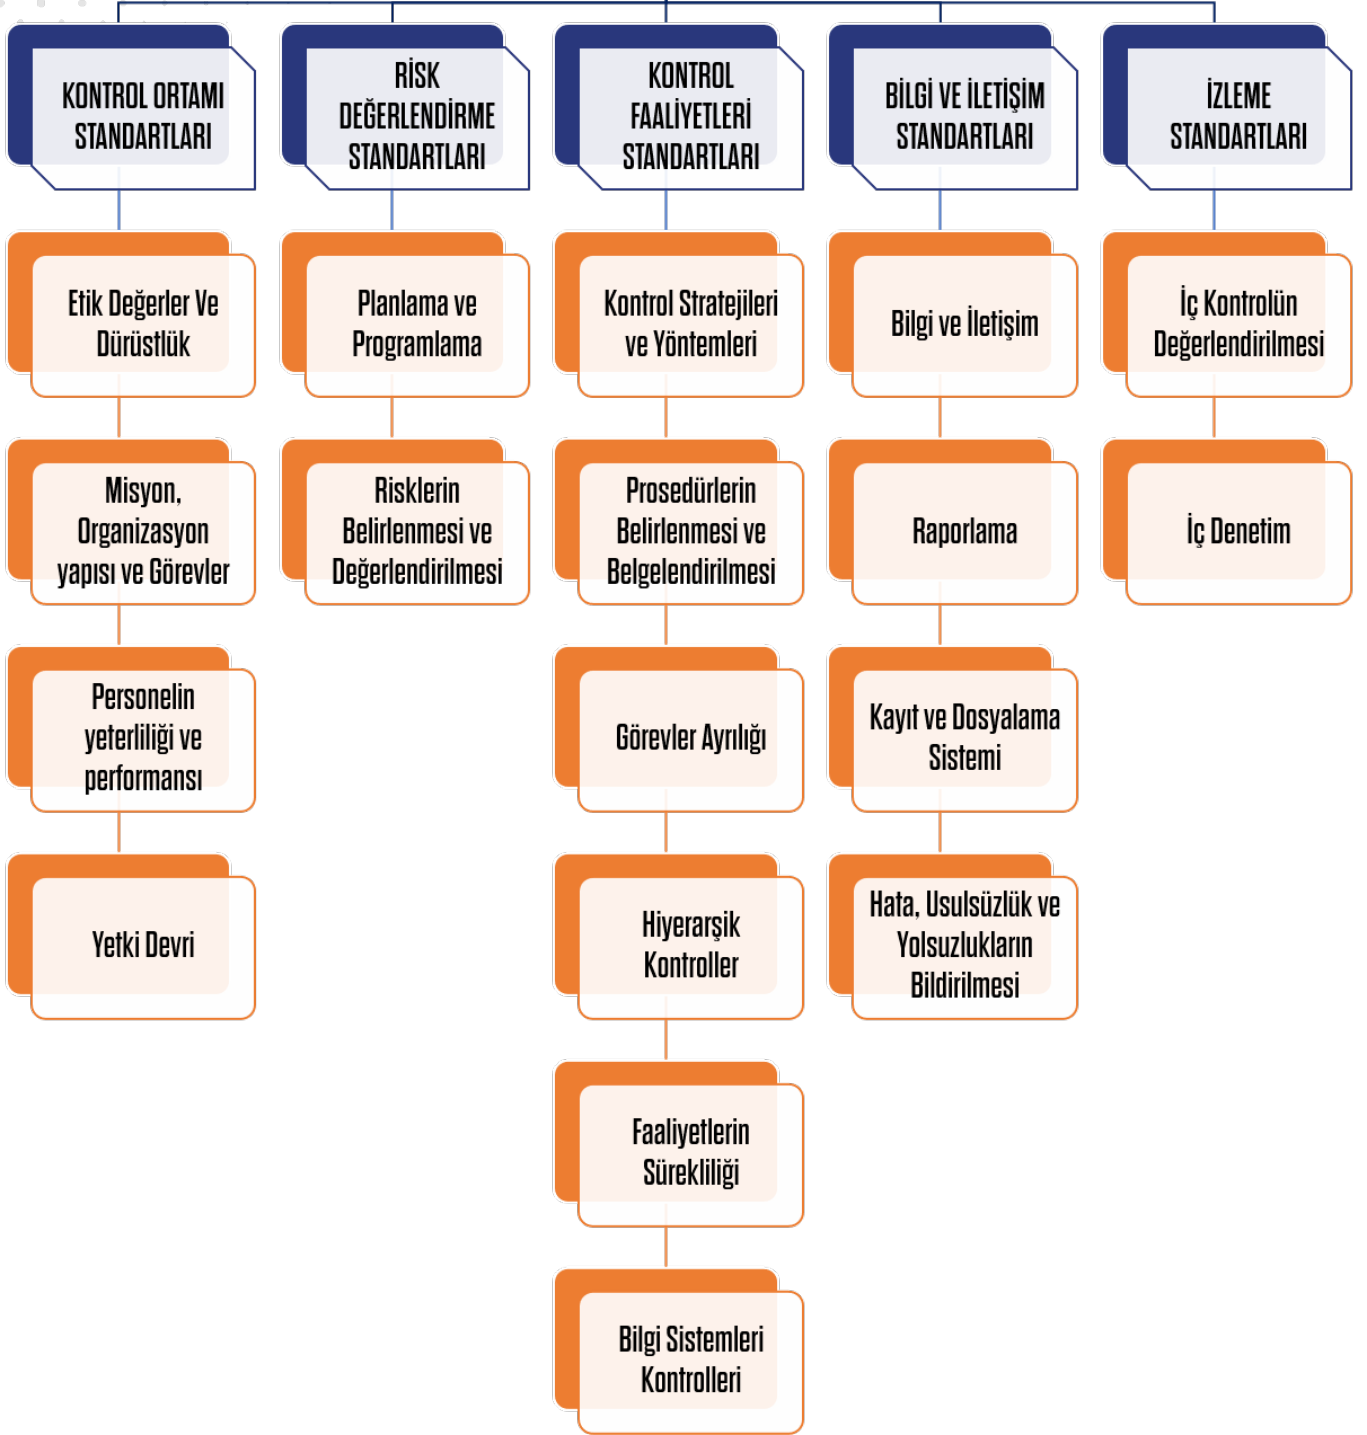 KONTROL ORTAMI
STANDARTLARI
RİSK
DEĞERLENDİRME
STANDARTLARI
KONTROL
FAALİYETLERİ
STANDARTLARI
BİLGİ VE İLETİŞİM
STANDARTLARI
İZLEME
STANDARTLARI
Etik Değerler Ve
Dürüstlük
Misyon,
Organizasyon
yapısı ve Görevler
Personelin
yeterliliği ve
performansı
Yetki Devri
Planlama ve
Programlama
Risklerin
Belirlenmesi ve
Değerlendirilmesi
Kontrol Stratejileri
ve Yöntemleri
Prosedürlerin
Belirlenmesi ve
Belgelendirilmesi
Görevler Ayrılığı
Hiyerarşik
Kontroller
Faaliyetlerin
Sürekliliği
Bilgi Sistemleri
Kontrolleri
Bilgi ve İletişim
Raporlama
Kayıt ve Dosyalama
Sistemi
Hata, Usulsüzlük ve
Yolsuzlukların
Bildirilmesi
İç Kontrolün
Değerlendirilmesi
İç Denetim